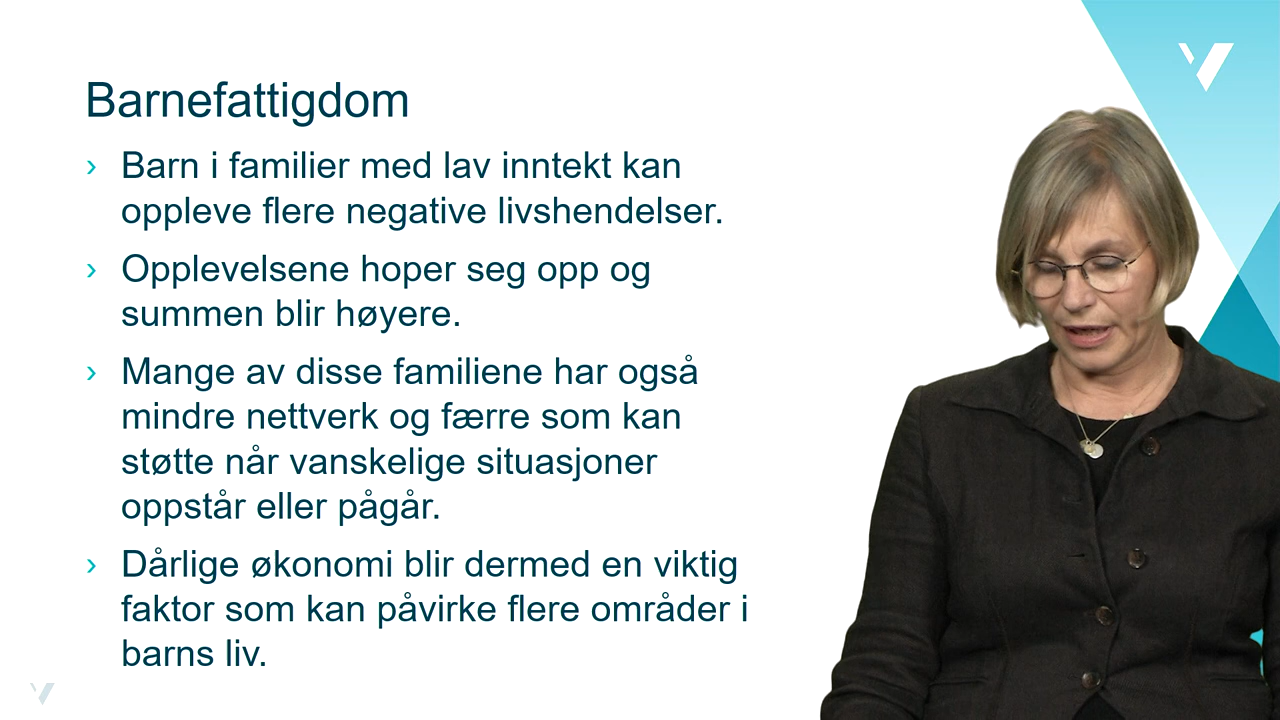 Barnefattigdom
› Barn i familier med lav inntekt kan
oppleve flere negative livshendelser.
› Opplevelsene hoper seg opp og
summen blir høyere.
› Mange av disse familiene har også
mindre nettverk og færre som kan
støtte når vanskelige situasjoner
oppstår eller pågår.
› Dårlige økonomi blir dermed en viktig
faktor som kan påvirke flere områder i
barns liv.